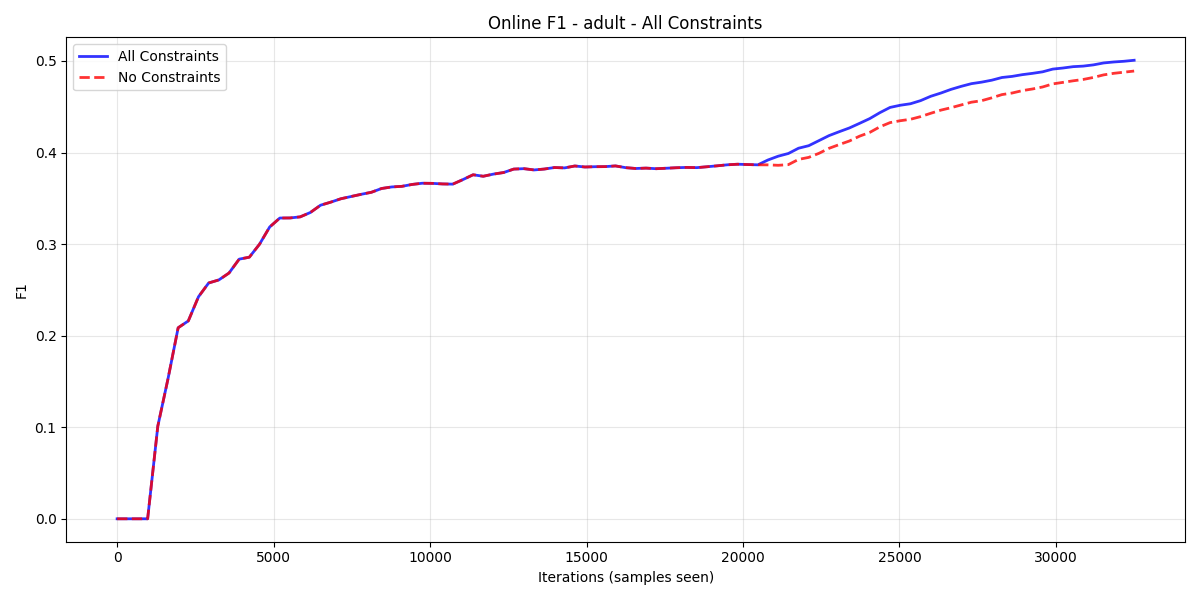 Online F1 - adult - All Constraints
All Constraints
No Constraints
0.5
0.4
0.3
0.2
0.1
0.0
F1
0 5000 10000 15000 20000 25000 30000
Iterations (samples seen)